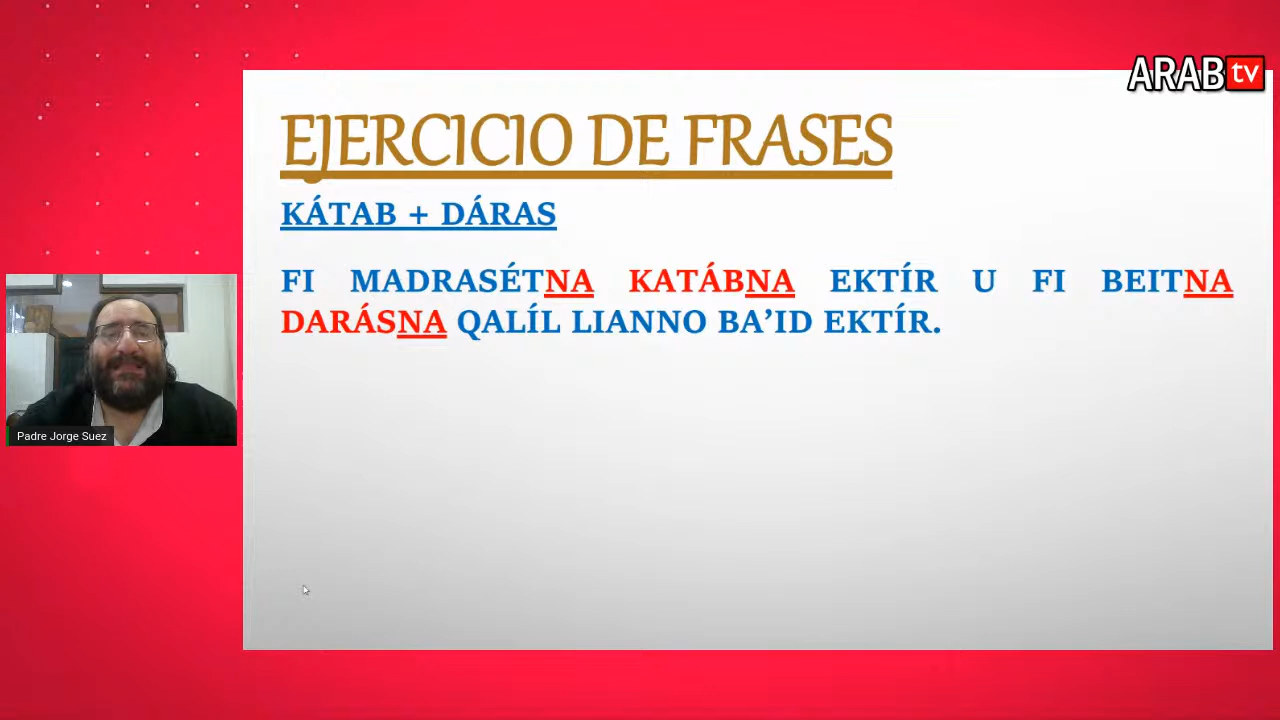 ARAB tv
EJERCICIO DE FRASES
KÁTAB + DÁRAS
FI MADRASÉTNA KATÁBNA EKTÍR U FI BEITNA
DARÁSNA QALÍL LIANNO BA’ID EKTÍR.
Padre Jorge Suez